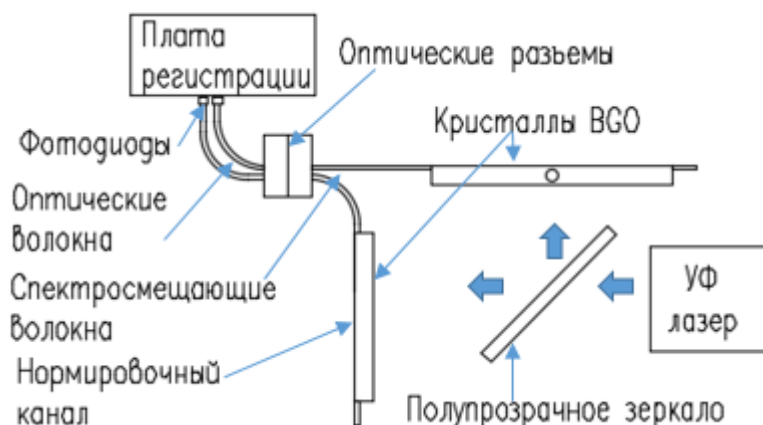 Плата
регистрации
Оптические разъемы
Фотодиоды
Кристаллы BGO
Оптические
волокна
Спектросмещающие
волокна
УФ
лазер
Нормировочный
канал
Полупрозрачное зеркало